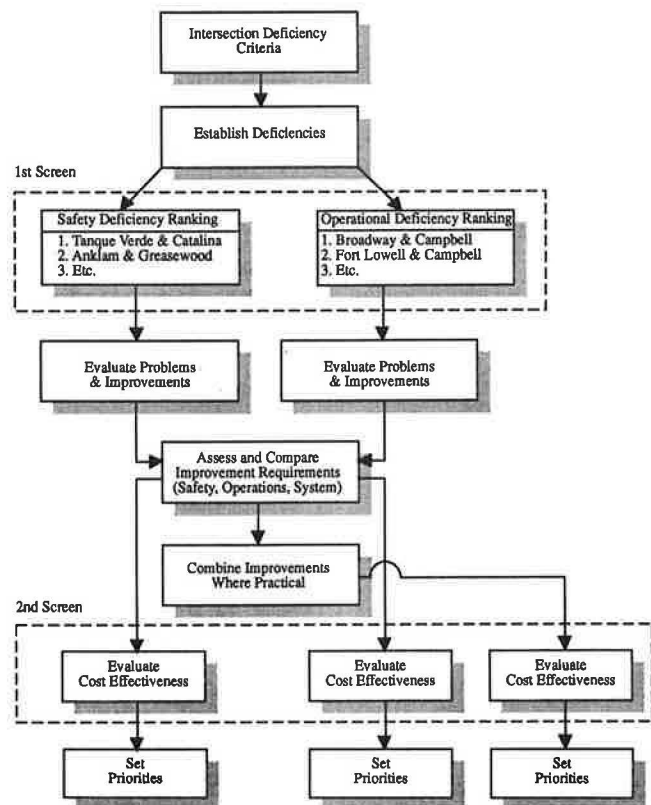 Intersection Deficiency
Criteria
Establish Deficiencies
1st Screen
Safety Deficiency Ranking
1. Tanque Verde & Catalina
2. Anklam & Greasewood
3. Etc.
Operational Deficiency Ranking
1. Broadway & Campbell
2. Fort Lowell & Campbell
3. Etc.
Evaluate Problems
& Improvements
Evaluate Problems
& Improvements
Assess and Compare
Improvement Requirements
(Safety, Operations, System)
Combine Improvements
Where Practical
2nd Screen
Evaluate
Cost Effectiveness
Evaluate
Cost Effectiveness
Evaluate
Cost Effectiveness
Set
Priorities
Set
Priorities
Set
Priorities